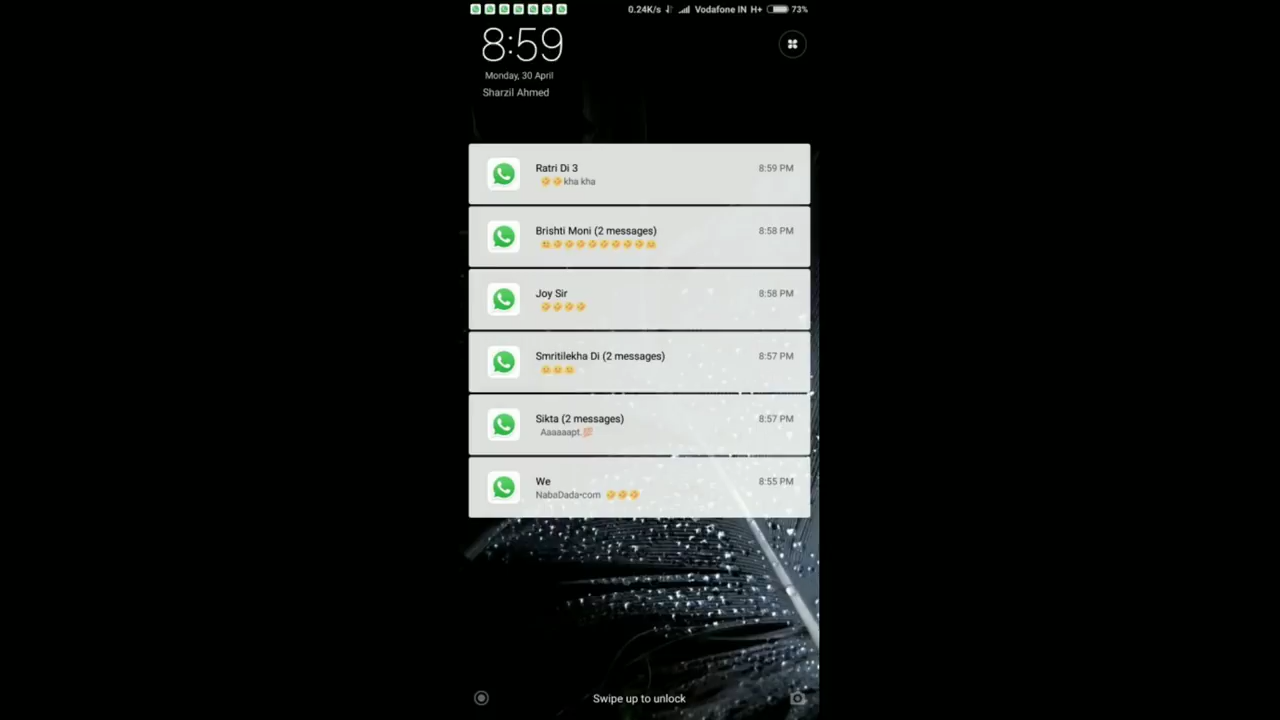 0.24K/s Vodafone IN H+ 73%
8:59
Monday, 30 April
Sharzil Ahmed
Ratri Di 3 8:59 PM
🤣🤣kha kha
Brishti Moni (2 messages) 8:58 PM
Joy Sir 8:58 PM
🤣🤣🤣🤣
Smritilekha Di (2 messages) 8:57 PM
Sikta (2 messages) 8:57 PM
Aaaaaapt.💯
We 8:55 PM
NabaDada•com 🤣🤣🤣
Swipe up to unlock